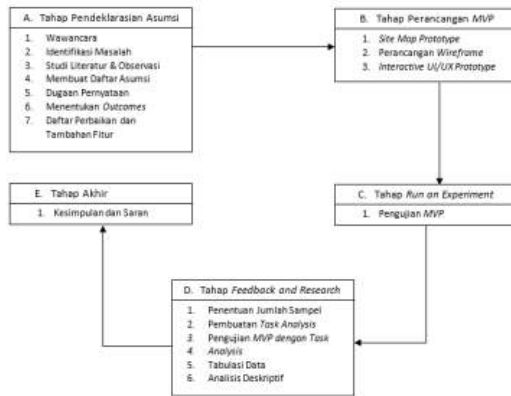 A. Tahap Pendeklarasian Asumsi
1. Wawancara
2. Identifikasi Masalah
3. Studi Literatur & Observasi
4. Membuat Daftar Asumsi
5. Dugaan Pernyataan
6. Menentukan Outcomes
7. Daftar Perbaikan dan
Tambahan Fitur
B. Tahap Perancangan MVP
1. Site Map Prototype
2. Perancangan Wireframe
3. Interactive UI/UX Prototype
C. Tahap Run an Experiment
1. Pengujian MVP
D. Tahap Feedback and Research
1. Penentuan Jumlah Sampel
2. Pembuatan Task Analysis
3. Pengujian MVP dengan Task
4. Analysis
5. Tabulasi Data
6. Analisis Deskriptif
E. Tahap Akhir
1. Kesimpulan dan Saran